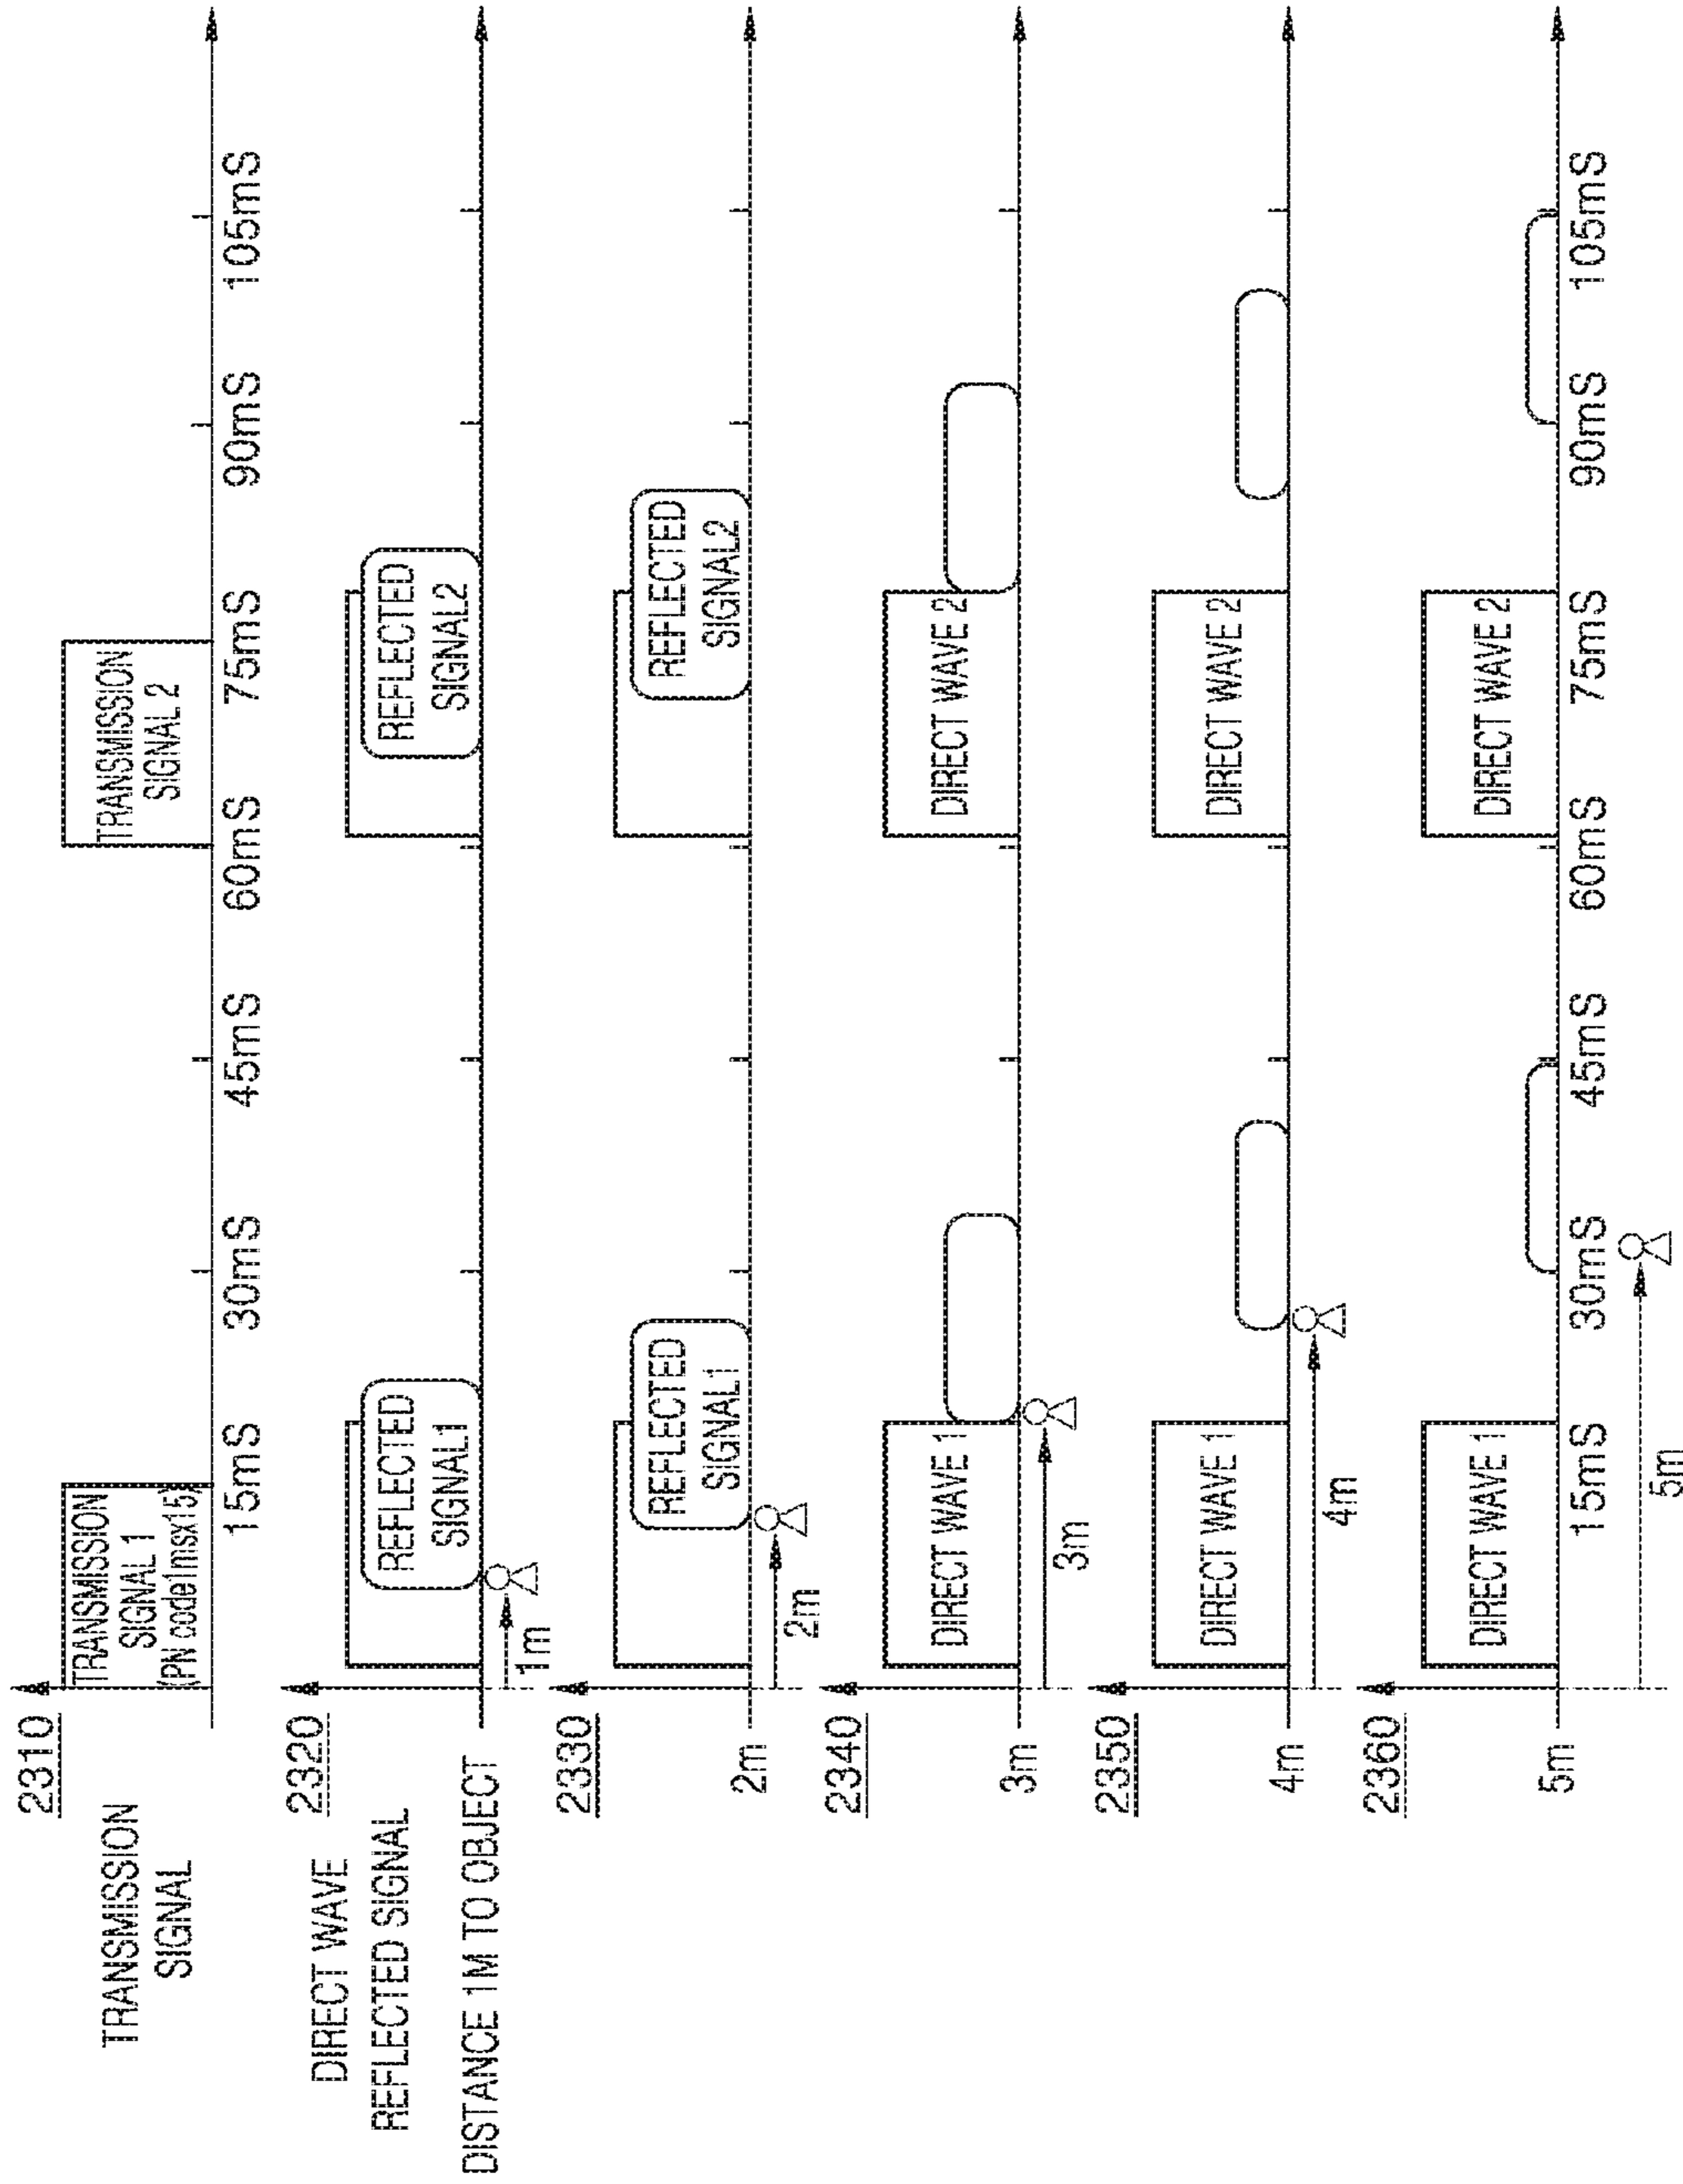 2310
TRANSMISSION
SIGNAL
TRANSMISSION
SIGNAL 1
(PN code1msx15)
TRANSMISSION
SIGNAL 2
15mS
30mS
45mS
60mS
75mS
90mS
105mS
2320
DIRECT WAVE
REFLECTED SIGNAL
DISTANCE 1M TO OBJECT
REFLECTED
SIGNAL1
REFLECTED
SIGNAL2
1m
2330
2m
REFLECTED
SIGNAL1
REFLECTED
SIGNAL2
2m
2340
3m
DIRECT WAVE 1
DIRECT WAVE 2
3m
2350
4m
DIRECT WAVE 1
DIRECT WAVE 2
4m
2360
5m
DIRECT WAVE 1
DIRECT WAVE 2
15mS
30mS
45mS
60mS
75mS
90mS
105mS
5m